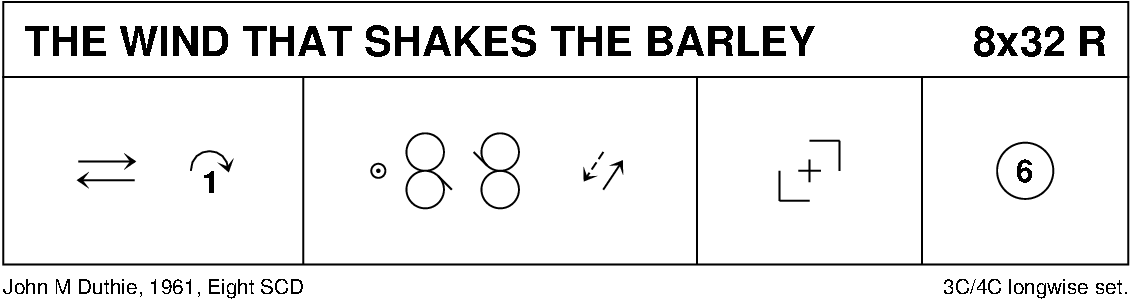 THE WIND THAT SHAKES THE BARLEY 8x32 R
1
6
John M Duthie, 1961, Eight SCD 3C/4C longwise set.